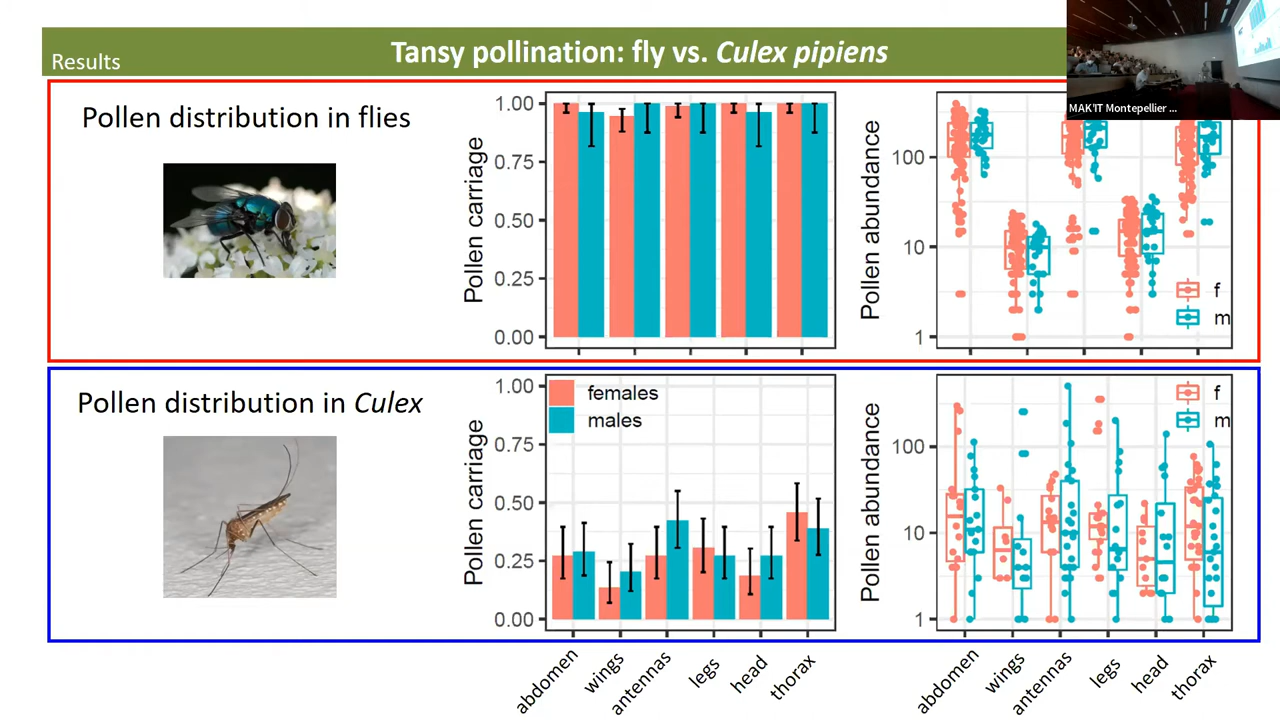 Results
Tansy pollination: fly vs. Culex pipiens
MAK'IT Montepellier ...
Pollen distribution in flies
Pollen carriage
1.00
0.75
0.50
0.25
0.00
Pollen abundance
100
10
1
f
m
Pollen distribution in Culex
Pollen carriage
1.00
0.75
0.50
0.25
0.00
females
males
Pollen abundance
100
10
1
f
m
abdomen
wings
antennas
legs
head
thorax
abdomen
wings
antennas
legs
head
thorax